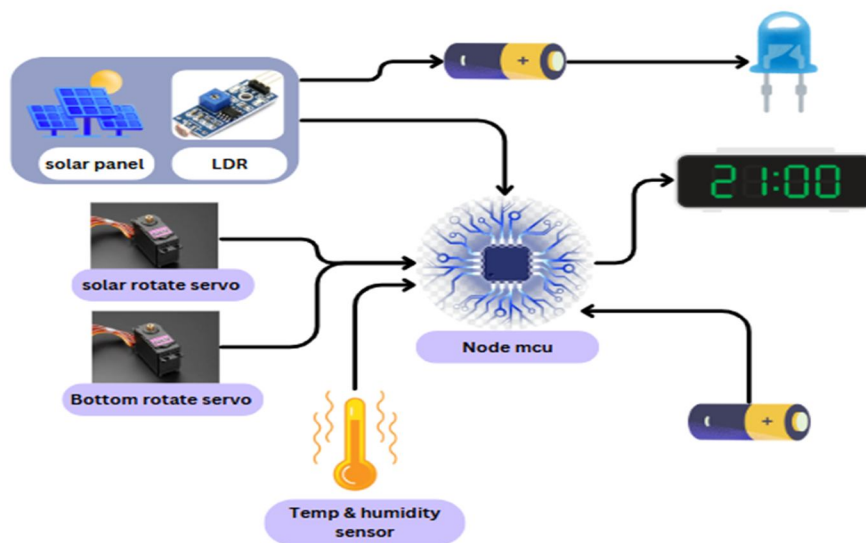 +
solar panel
LDR
21:00
solar rotate servo
Node mcu
Bottom rotate servo
+
Temp & humidity
sensor